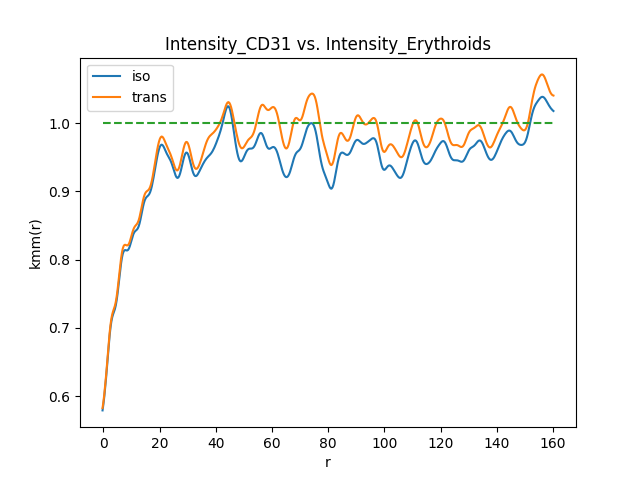 Intensity_CD31 vs. Intensity_Erythroids
iso
trans
kmm(r)
1.0
0.9
0.8
0.7
0.6
0 20 40 60 80 100 120 140 160
r